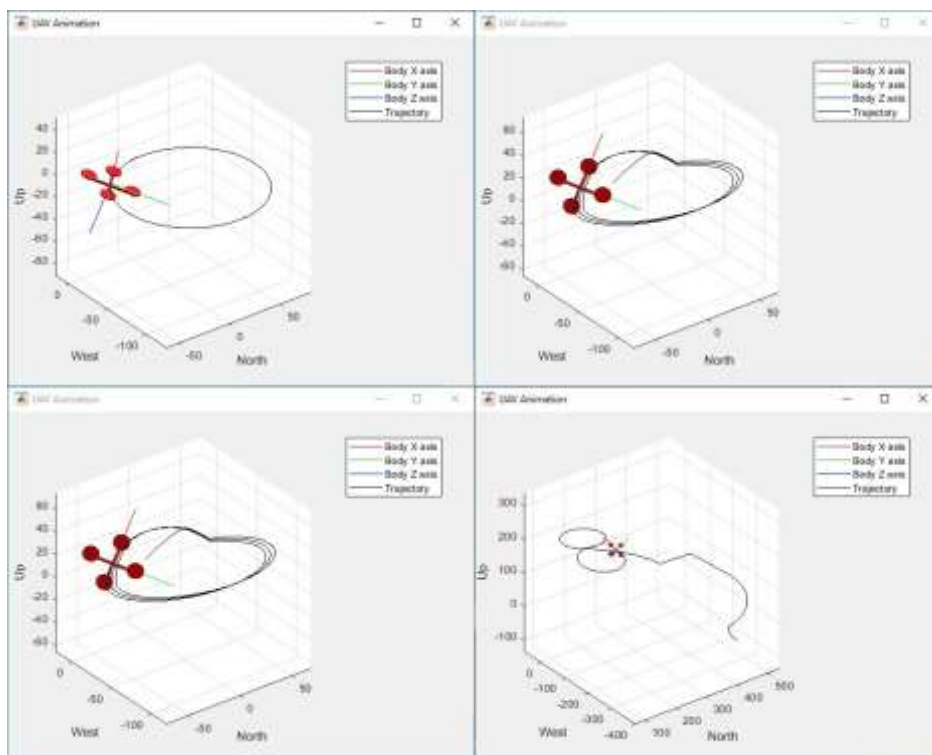 UAV Animation
Body X axis
Body Y axis
Body Z axis
Trajectory
40
20
0
-20
-40
-60
-80
Up
0
-50
-100
West
-50
0
50
North
UAV Animation
Body X axis
Body Y axis
Body Z axis
Trajectory
60
40
20
0
-20
-40
-60
Up
0
-50
-100
West
-50
0
50
North
UAV Animation
Body X axis
Body Y axis
Body Z axis
Trajectory
60
40
20
0
-20
-40
-60
Up
0
-50
-100
West
-50
0
50
North
UAV Animation
Body X axis
Body Y axis
Body Z axis
Trajectory
300
200
100
0
-100
Up
0
-100
-200
-300
-400
West
200
300
400
500
North